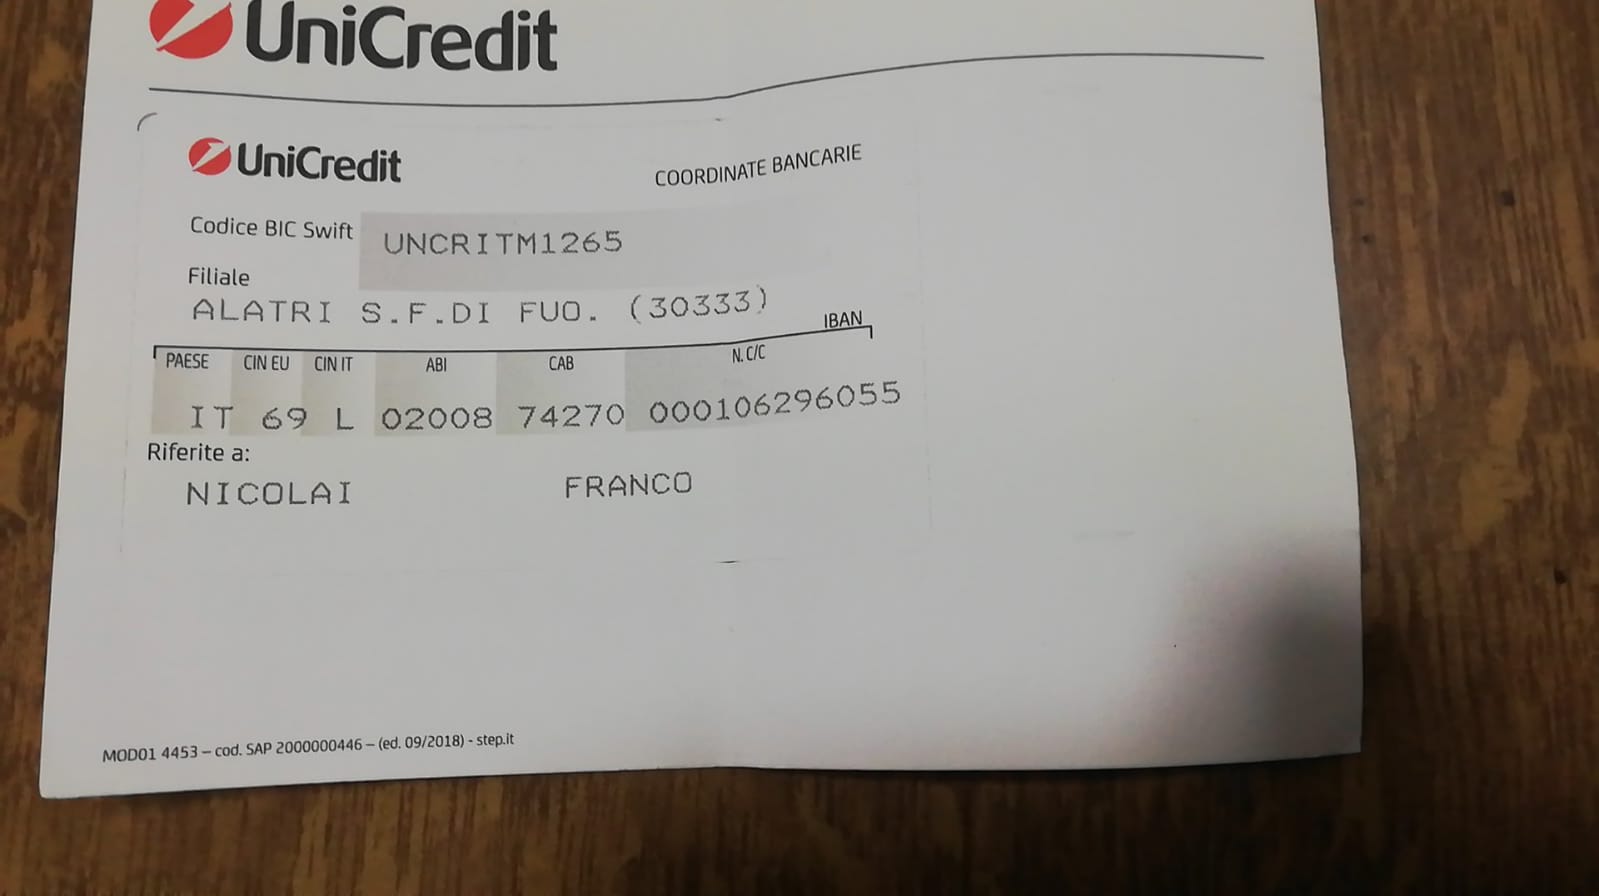 UniCredit
UniCredit
COORDINATE BANCARIE
Codice BIC Swift UNCRITM1265
Filiale
ALATRI S.F.DI FUO. (30333)
IBAN
PAESE CIN EU CIN IT ABI CAB N. C/C
IT 69 L 02008 74270 000106296055
Riferite a:
NICOLAI FRANCO
MOD01 4453 – cod. SAP 2000000446 – (ed. 09/2018) - step.it